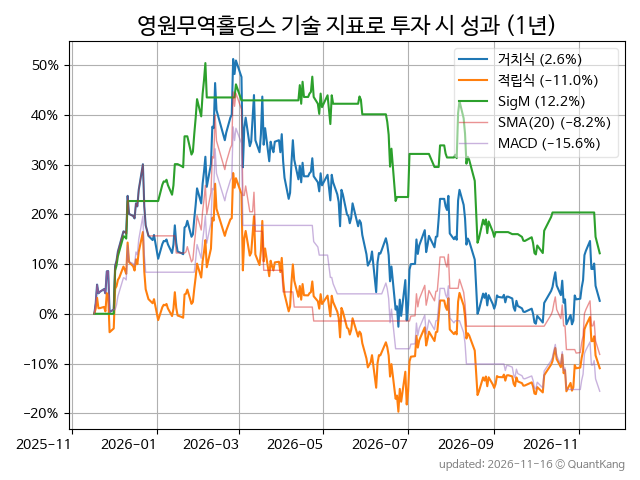 영원무역홀딩스 기술 지표로 투자 시 성과 (1년)
거치식 (2.6%)
적립식 (−11.0%)
SigM (12.2%)
SMA(20) (−8.2%)
MACD (−15.6%)
50%
40%
30%
20%
10%
0%
−10%
−20%
2025-11 2026-01 2026-03 2026-05 2026-07 2026-09 2026-11
updated: 2026-11-16 © QuantKang